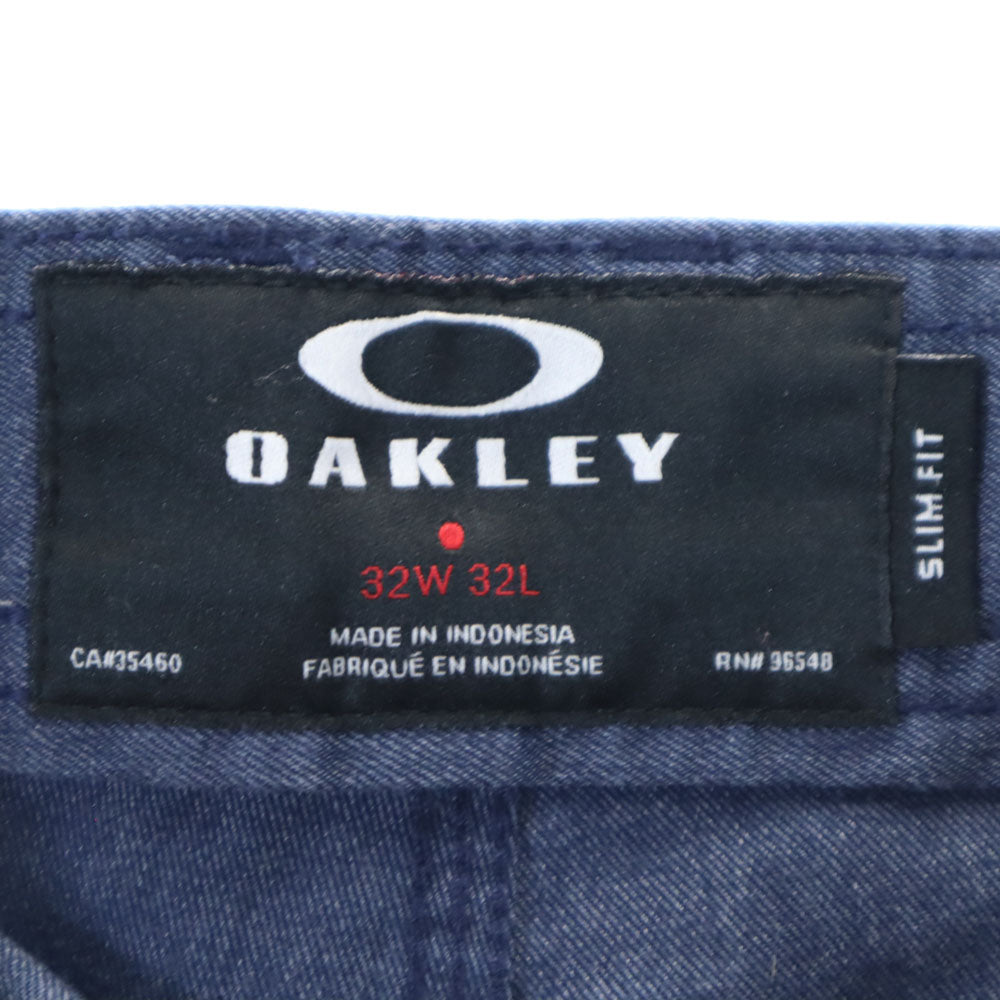 OAKLEY
32W 32L
MADE IN INDONESIA
FABRIQUÉ EN INDONÉSIE
CA#35460
RN# 96548
SLIM FIT